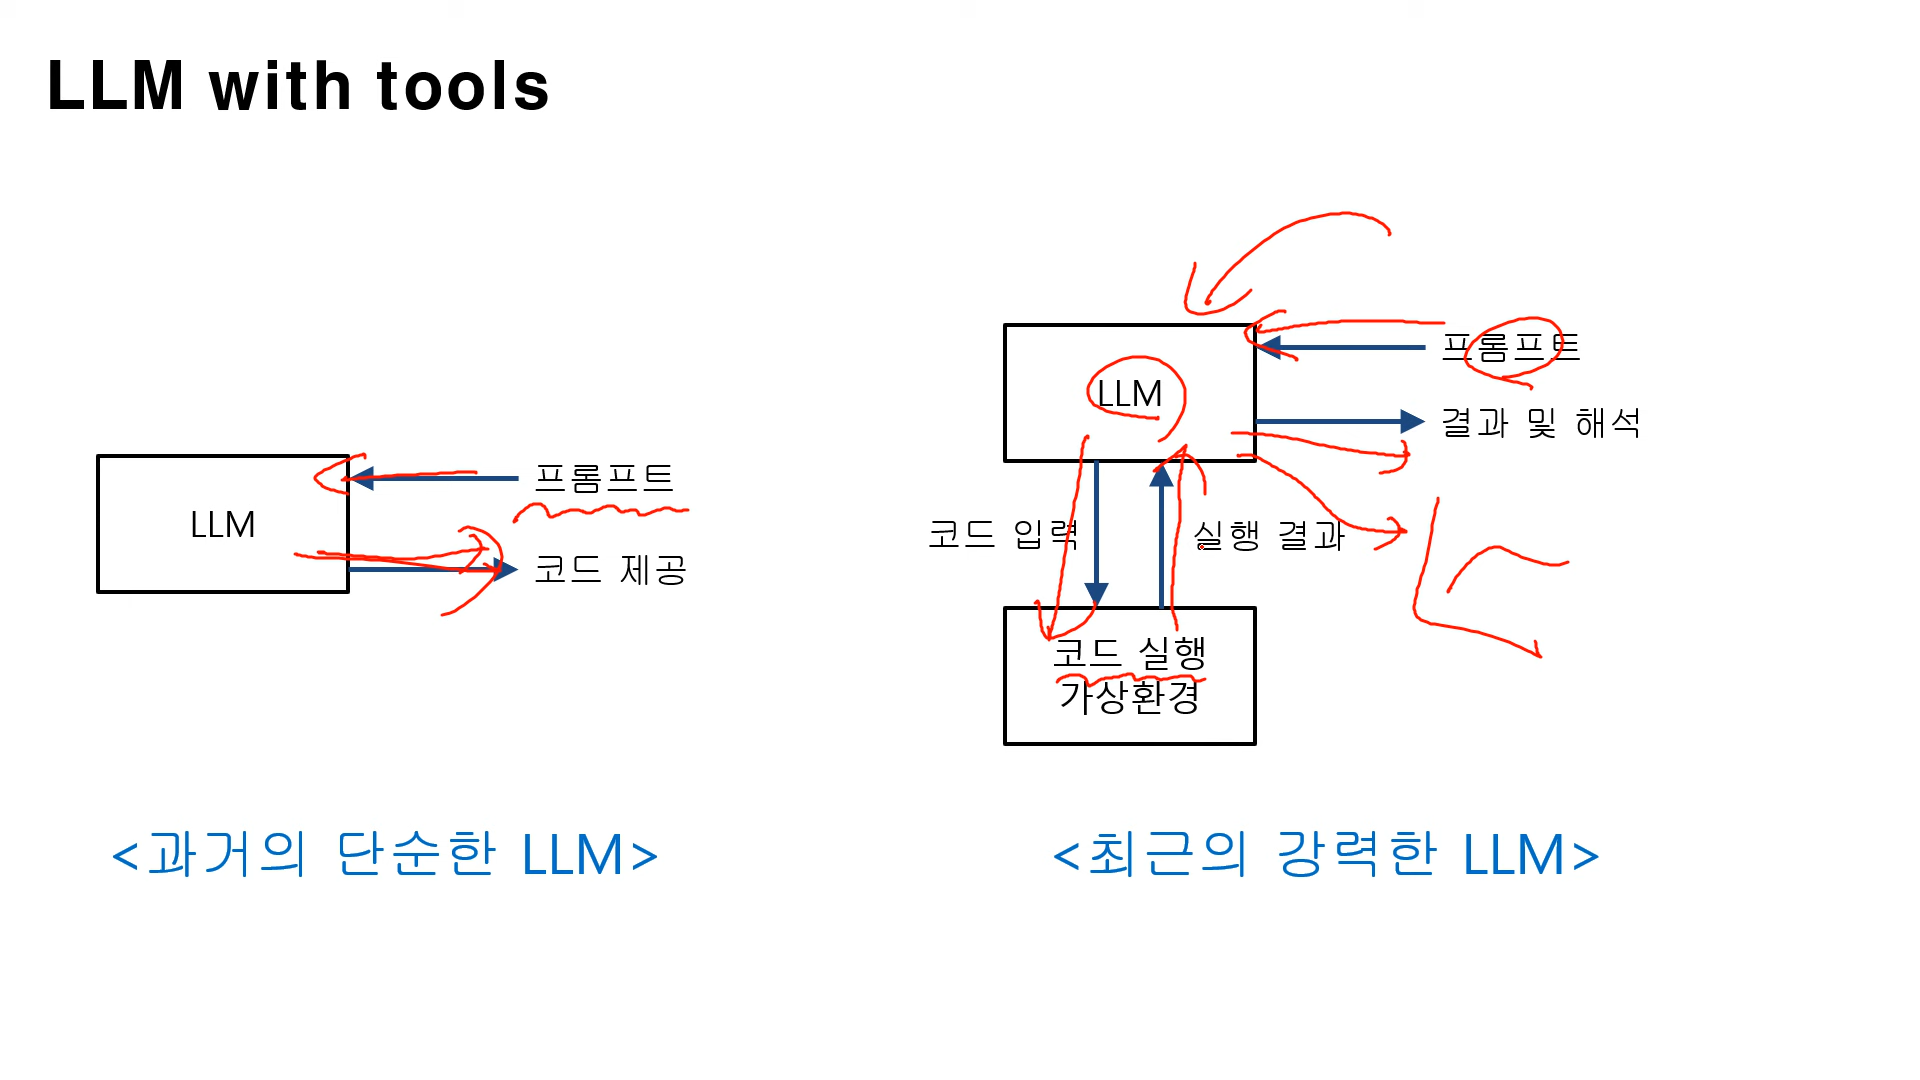 LLM with tools
LLM
프롬프트
코드 제공
<과거의 단순한 LLM>
LLM
프롬프트
결과 및 해석
코드 입력
실행 결과
코드 실행
가상환경
<최근의 강력한 LLM>